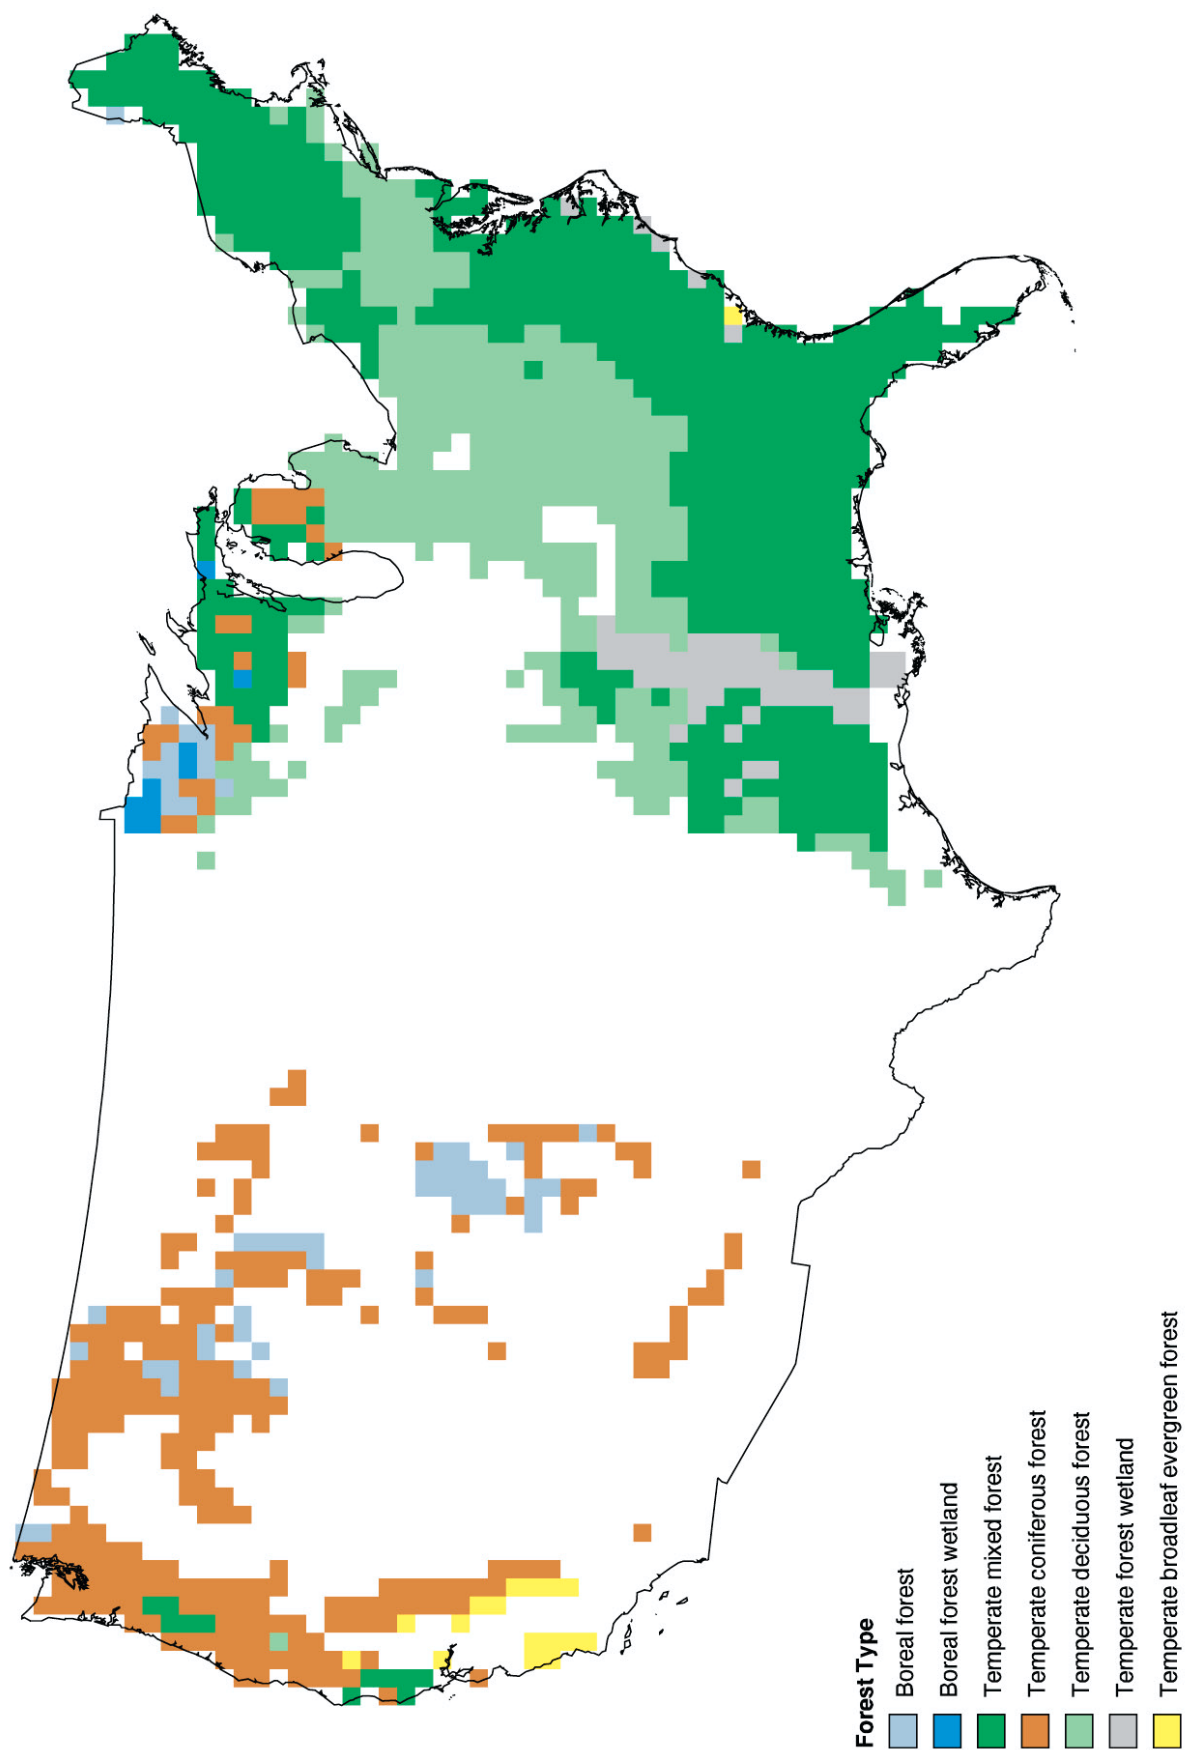 Forest Type
Boreal forest
Boreal forest wetland
Temperate mixed forest
Temperate coniferous forest
Temperate deciduous forest
Temperate forest wetland
Temperate broadleaf evergreen forest